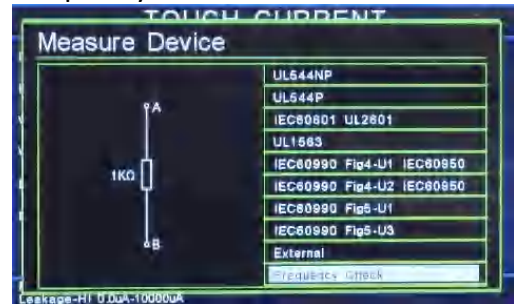 TOUCH CURRENT
Measure Device
A
1KΩ
B
UL544NP
UL544P
IEC60601 UL2601
UL1563
IEC60990 Fig4-U1 IEC60950
IEC60990 Fig4-U2 IEC60950
IEC60990 Fig5-U1
IEC60990 Fig5-U3
External
Frequency Check
Leakage-HI 0.0uA-10000uA